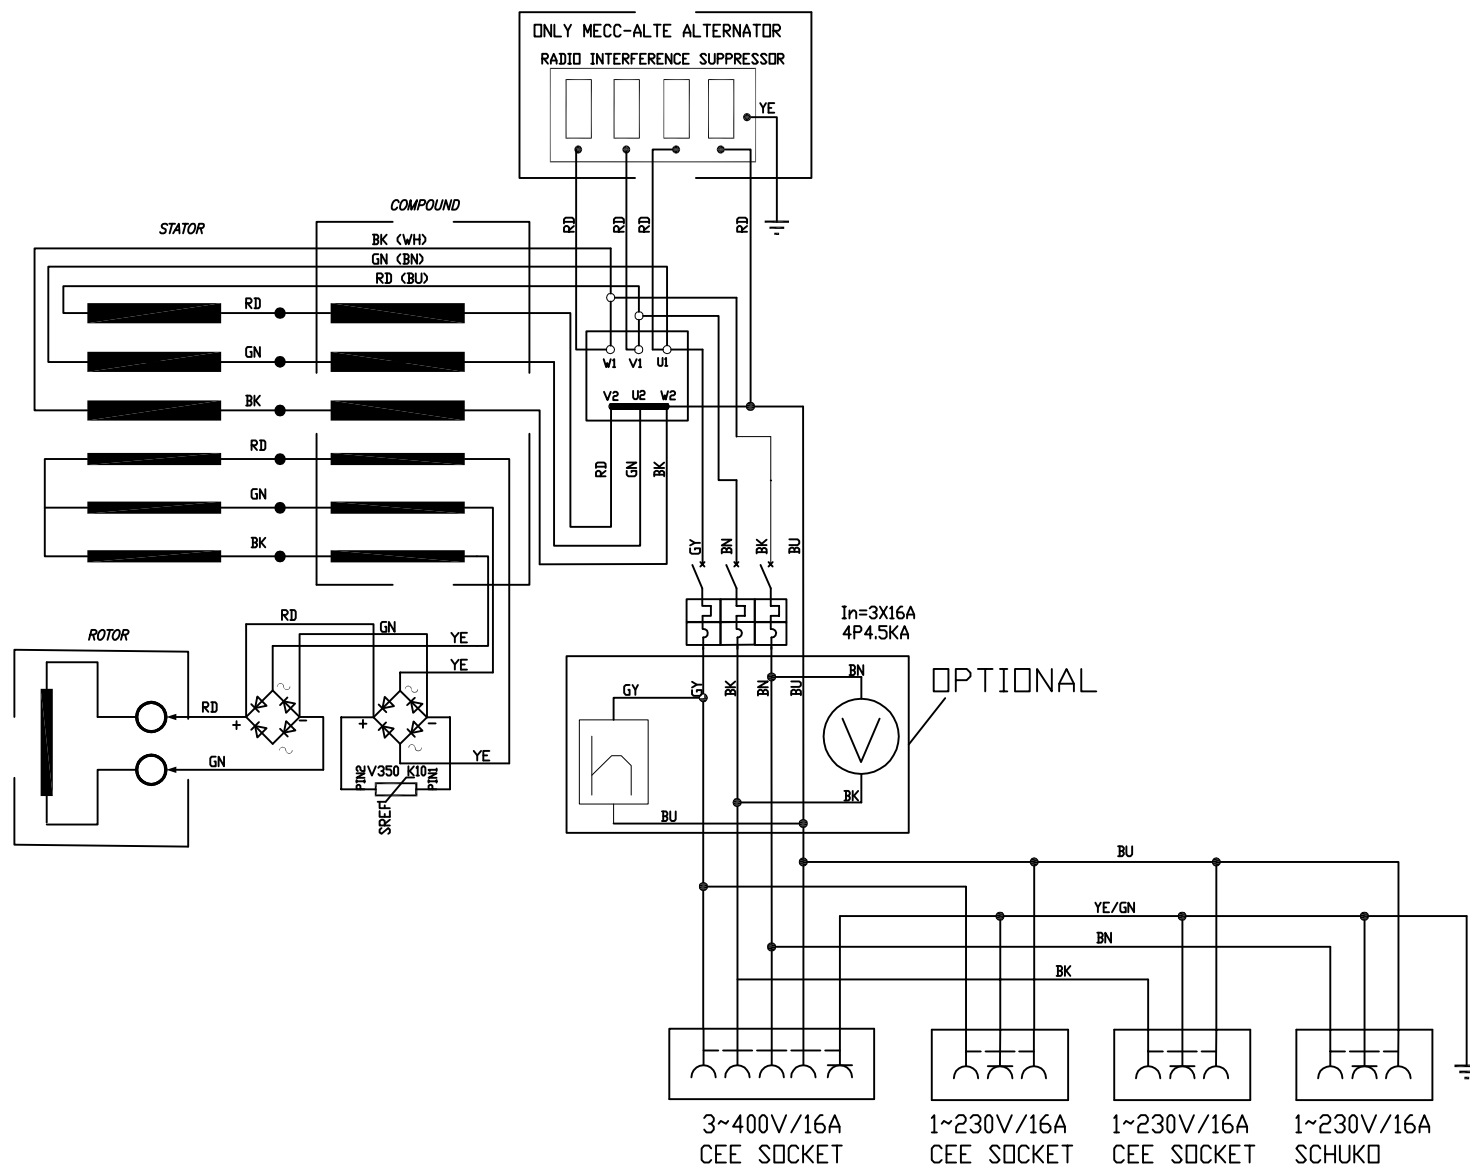 ONLY MECC-ALTE ALTERNATOR
RADIO INTERFERENCE SUPPRESSOR
YE
RD
RD
RD
RD
COMPOUND
STATOR
BK (WH)
GN (BN)
RD (BU)
RD
GN
BK
RD
GN
BK
W1 V1 U1
V2 U2 W2
RD
GN
BK
GY
BN
BK
BU
In=3X16A
4P4.5KA
ROTOR
RD
GN
YE
YE
RD
GN
YE
+
-
+
-
PIN2
V350 K10
PIN1
SREF1
OPTIONAL
GY
GY
BK
BN
BU
BN
V
BK
BU
BU
YE/GN
BN
BK
3~400V/16A
CEE SOCKET
1~230V/16A
CEE SOCKET
1~230V/16A
CEE SOCKET
1~230V/16A
SCHUKO